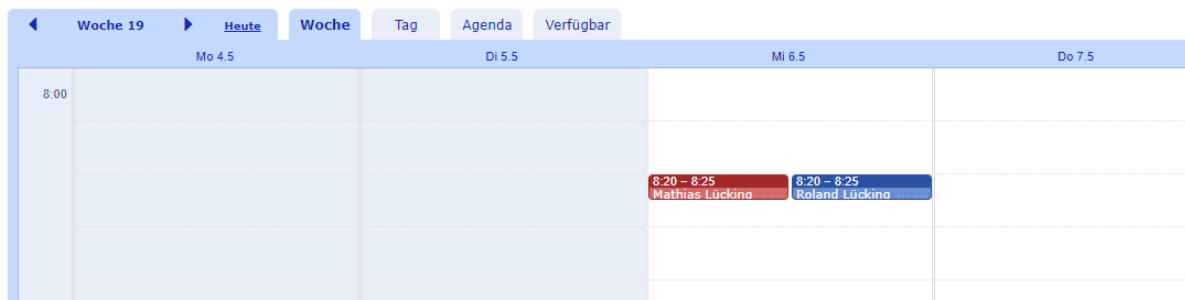 Woche 19 Heute Woche Tag Agenda Verfügbar
Mo 4.5 Di 5.5 Mi 6.5 Do 7.5
8:00
8:20 – 8:25 8:20 – 8:25
Mathias Lücking Roland Lücking